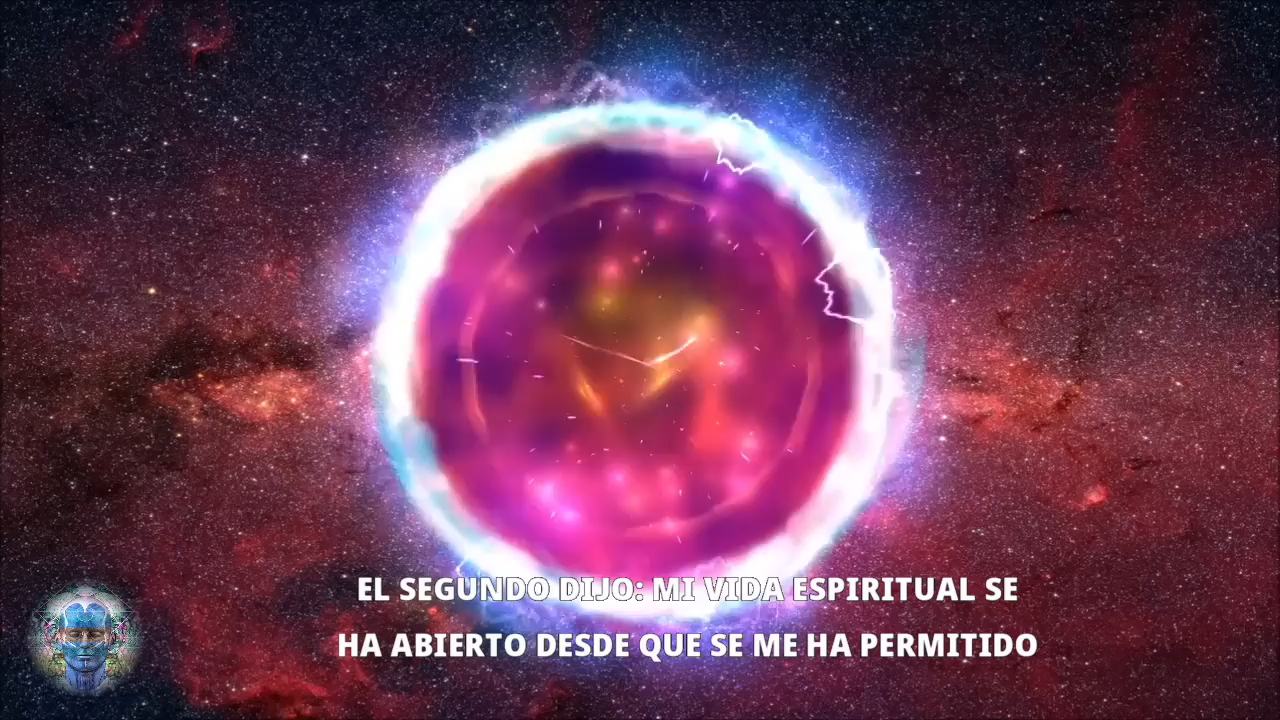 EL SEGUNDO DIJO: MI VIDA ESPIRITUAL SE
HA ABIERTO DESDE QUE SE ME HA PERMITIDO